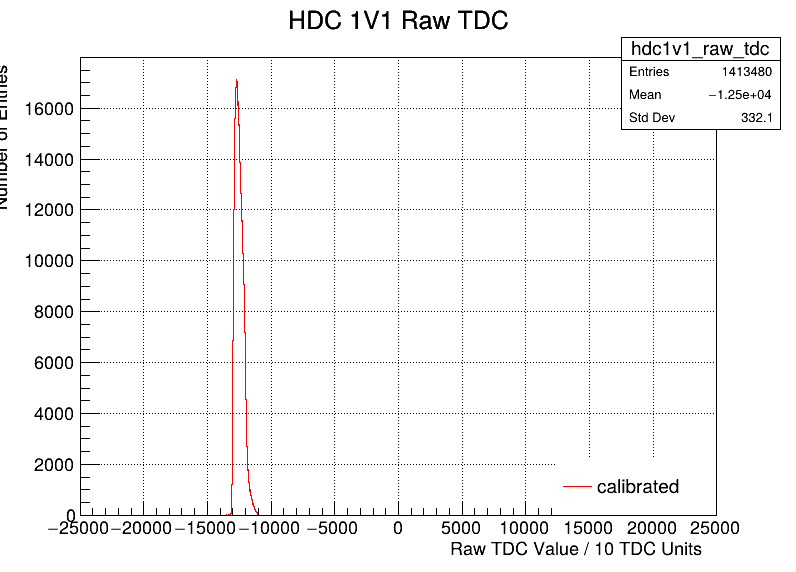 HDC 1V1 Raw TDC
hdc1v1_raw_tdc
Entries 1413480
Mean −1.25e+04
Std Dev 332.1
Number of Entries
16000
14000
12000
10000
8000
6000
4000
2000
0
calibrated
−25000 −20000 −15000 −10000 −5000 0 5000 10000 15000 20000 25000
Raw TDC Value / 10 TDC Units